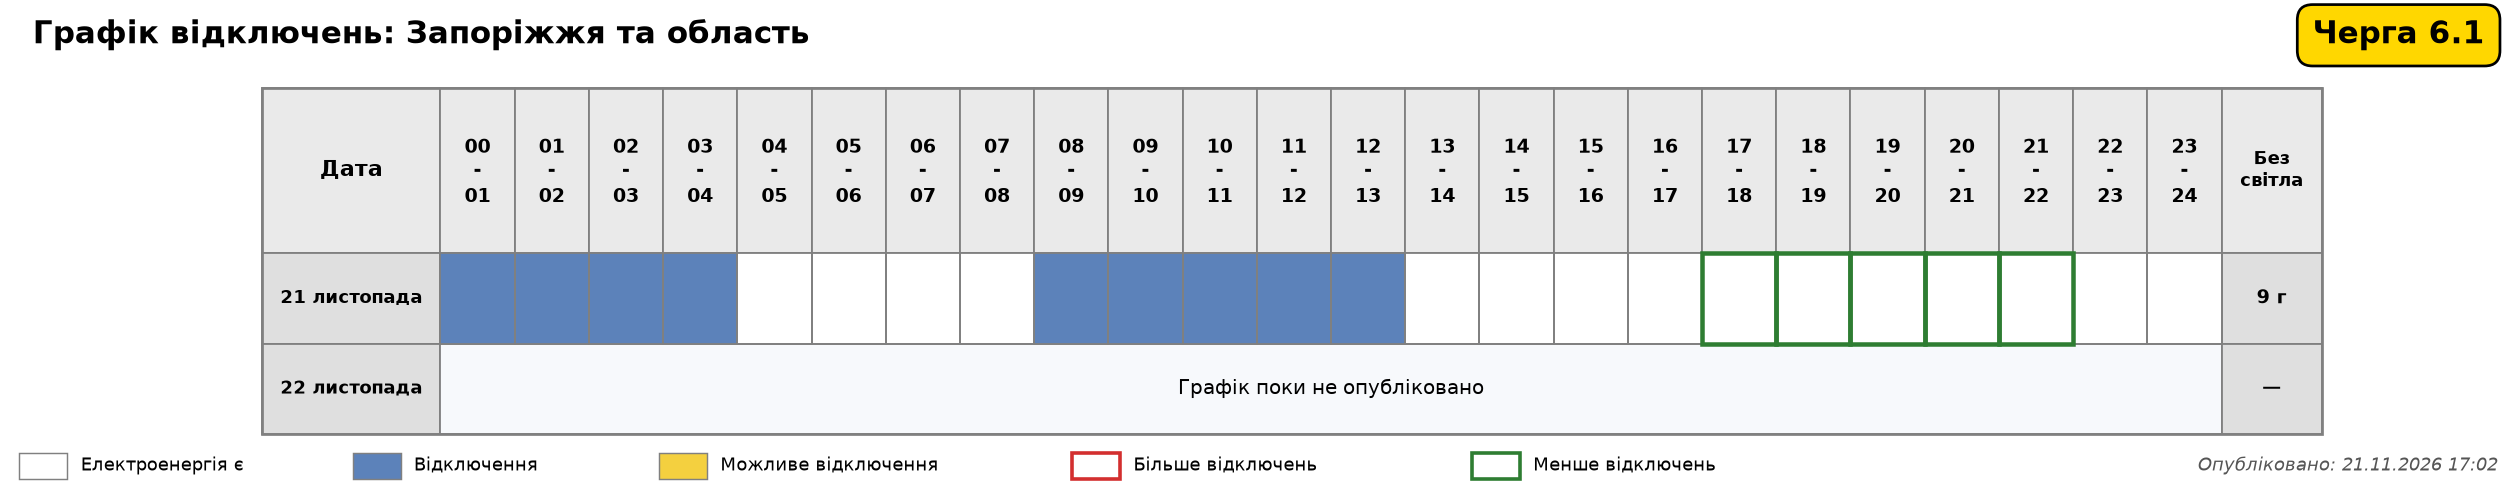 Графік відключень: Запоріжжя та область
Черга 6.1
Дата
00 - 01
01 - 02
02 - 03
03 - 04
04 - 05
05 - 06
06 - 07
07 - 08
08 - 09
09 - 10
10 - 11
11 - 12
12 - 13
13 - 14
14 - 15
15 - 16
16 - 17
17 - 18
18 - 19
19 - 20
20 - 21
21 - 22
22 - 23
23 - 24
Без
світла
21 листопада
9 г
22 листопада
Графік поки не опубліковано
—
Електроенергія є
Відключення
Можливе відключення
Більше відключень
Менше відключень
Опубліковано: 21.11.2026 17:02